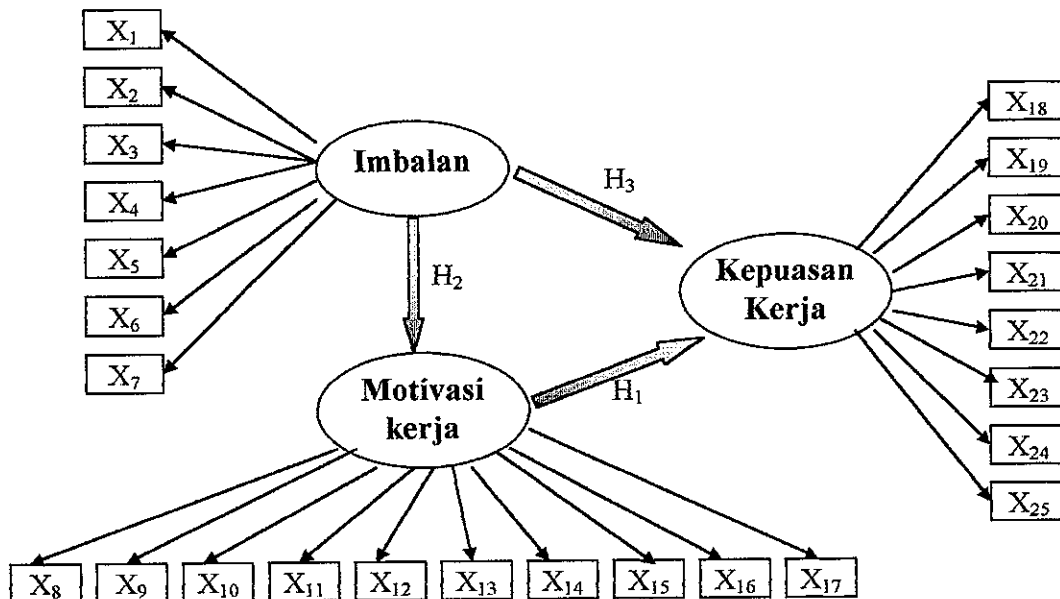 X₁
X₂
X₃
X₄
X₅
X₆
X₇
Imbalan
H₃
H₂
Kepuasan
Kerja
Motivasi
kerja
H₁
X₁₈
X₁₉
X₂₀
X₂₁
X₂₂
X₂₃
X₂₄
X₂₅
X₈ X₉ X₁₀ X₁₁ X₁₂ X₁₃ X₁₄ X₁₅ X₁₆ X₁₇